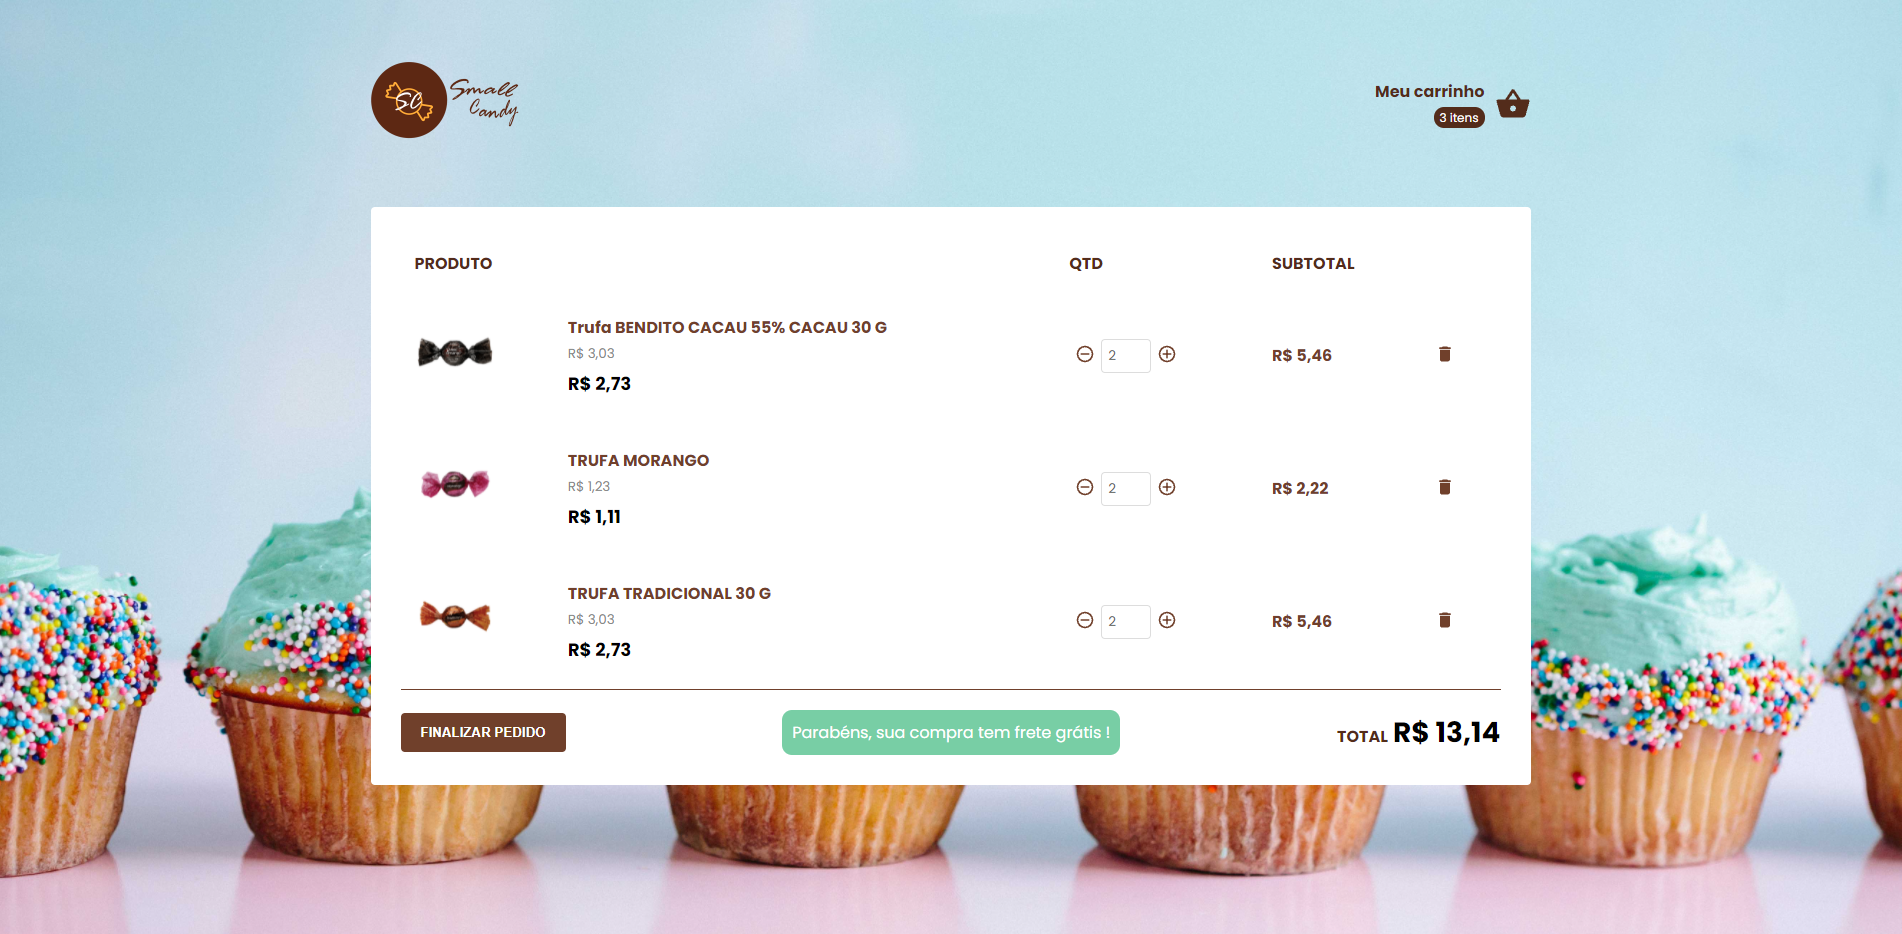 SC
Small
Candy
Meu carrinho
3 itens
PRODUTO QTD SUBTOTAL
Trufa BENDITO CACAU 55% CACAU 30 G
R$ 3,03
R$ 2,73
2
R$ 5,46
TRUFA MORANGO
R$ 1,23
R$ 1,11
2
R$ 2,22
TRUFA TRADICIONAL 30 G
R$ 3,03
R$ 2,73
2
R$ 5,46
FINALIZAR PEDIDO
Parabéns, sua compra tem frete grátis !
TOTAL R$ 13,14